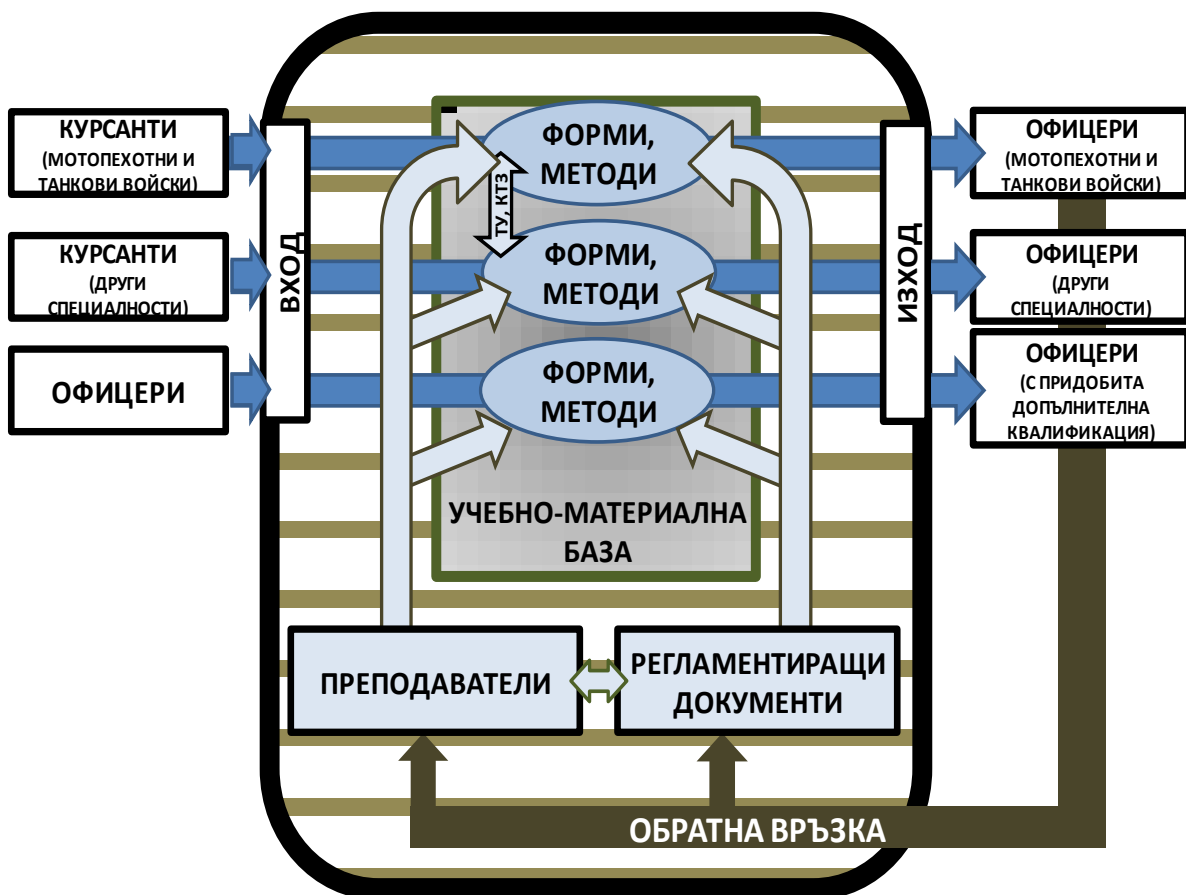 КУРСАНТИ
(МОТОПЕХОТНИ И
ТАНКОВИ ВОЙСКИ)
КУРСАНТИ
(ДРУГИ
СПЕЦИАЛНОСТИ)
ОФИЦЕРИ
ВХОД
ФОРМИ,
МЕТОДИ
ТУ, КТЗ
ФОРМИ,
МЕТОДИ
ФОРМИ,
МЕТОДИ
УЧЕБНО-МАТЕРИАЛНА
БАЗА
ИЗХОД
ОФИЦЕРИ
(МОТОПЕХОТНИ И
ТАНКОВИ ВОЙСКИ)
ОФИЦЕРИ
(ДРУГИ
СПЕЦИАЛНОСТИ)
ОФИЦЕРИ
(С ПРИДОБИТА
ДОПЪЛНИТЕЛНА
КВАЛИФИКАЦИЯ)
ПРЕПОДАВАТЕЛИ
РЕГЛАМЕНТИРАЩИ
ДОКУМЕНТИ
ОБРАТНА ВРЪЗКА